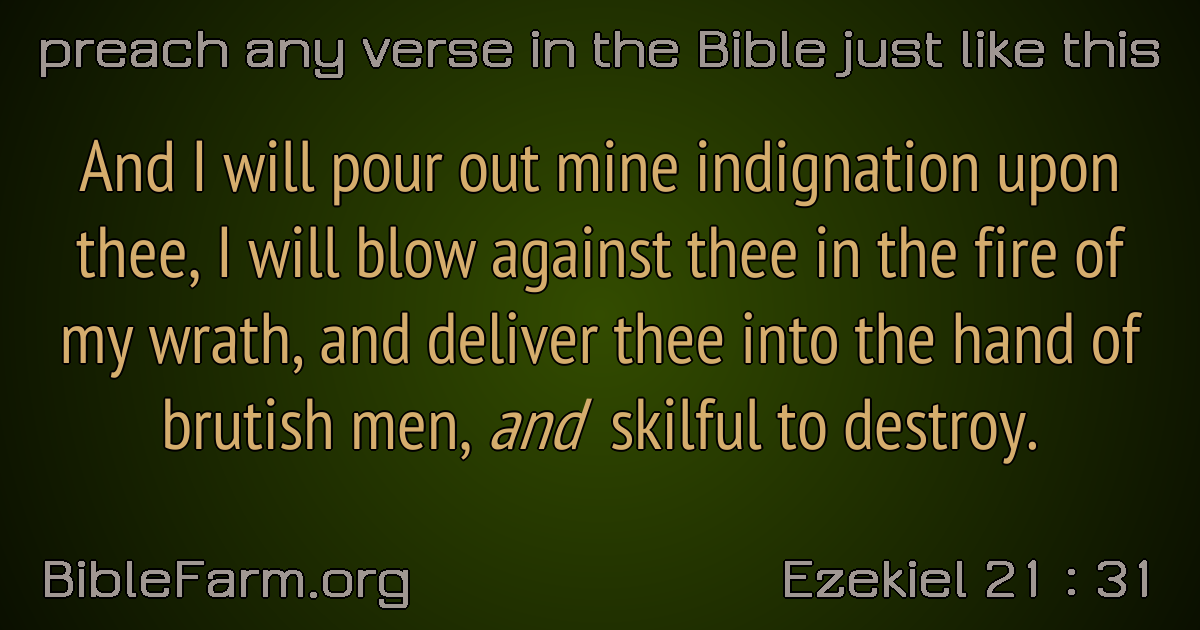 preach any verse in the Bible just like this
And I will pour out mine indignation upon
thee, I will blow against thee in the fire of
my wrath, and deliver thee into the hand of
brutish men, and skilful to destroy.
BibleFarm.org
Ezekiel 21 : 31